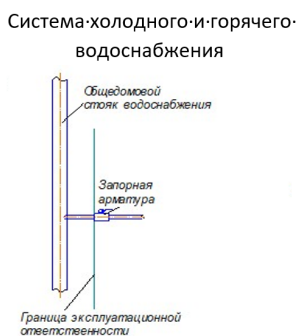 Система·холодного·и·горячего·
водоснабжения
Общедомовой
стояк водоснабжения
Запорная
арматура
Граница эксплуатационной
ответственности